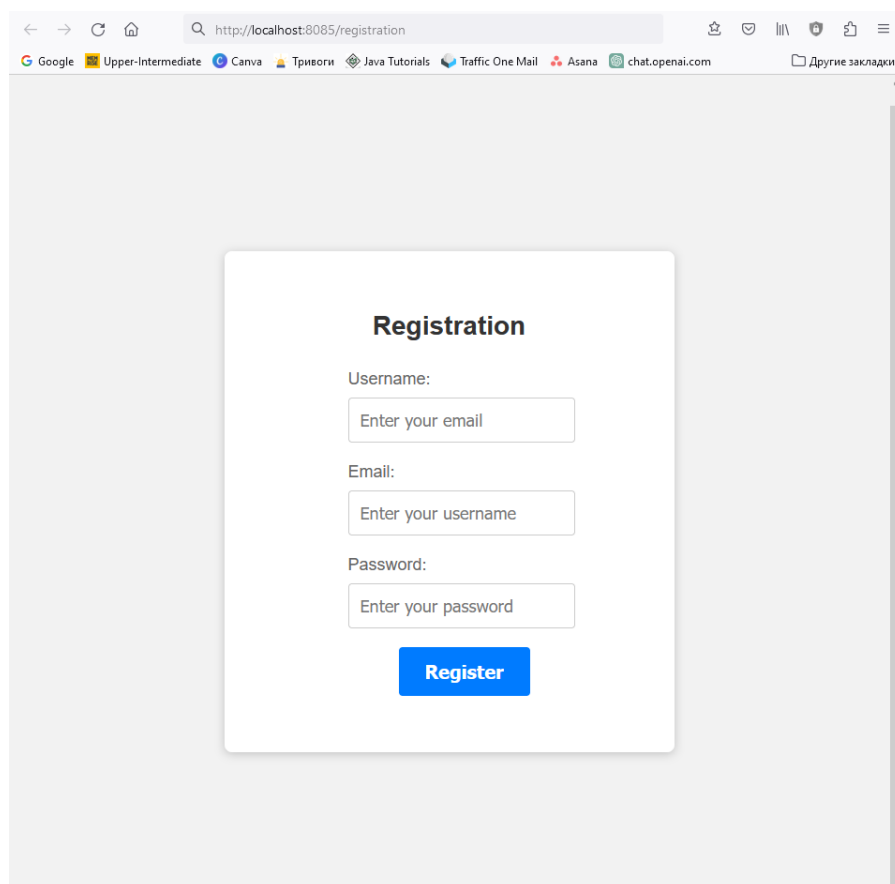 http://localhost:8085/registration
Google Upper-Intermediate Canva Тривоги Java Tutorials Traffic One Mail Asana chat.openai.com Другие закладки
Registration
Username:
Enter your email
Email:
Enter your username
Password:
Enter your password
Register